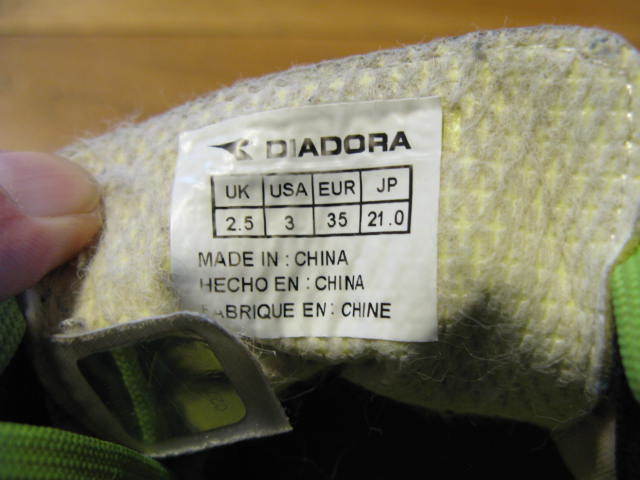 DIADORA
UK USA EUR JP
2.5 3 35 21.0
MADE IN : CHINA
HECHO EN : CHINA
FABRIQUE EN : CHINE